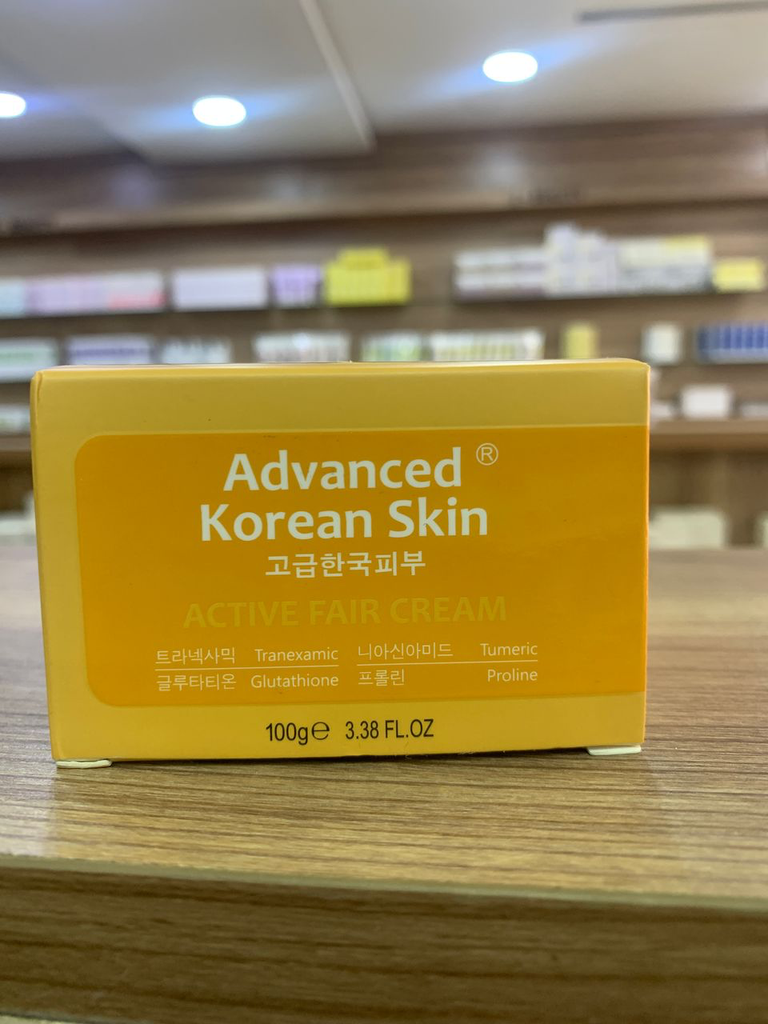 Advanced ®
Korean Skin
고급한국피부
ACTIVE FAIR CREAM
트라넥사믹 Tranexamic 니아신아미드 Tumeric
글루타티온 Glutathione 프롤린 Proline
100g℮ 3.38 FL.OZ